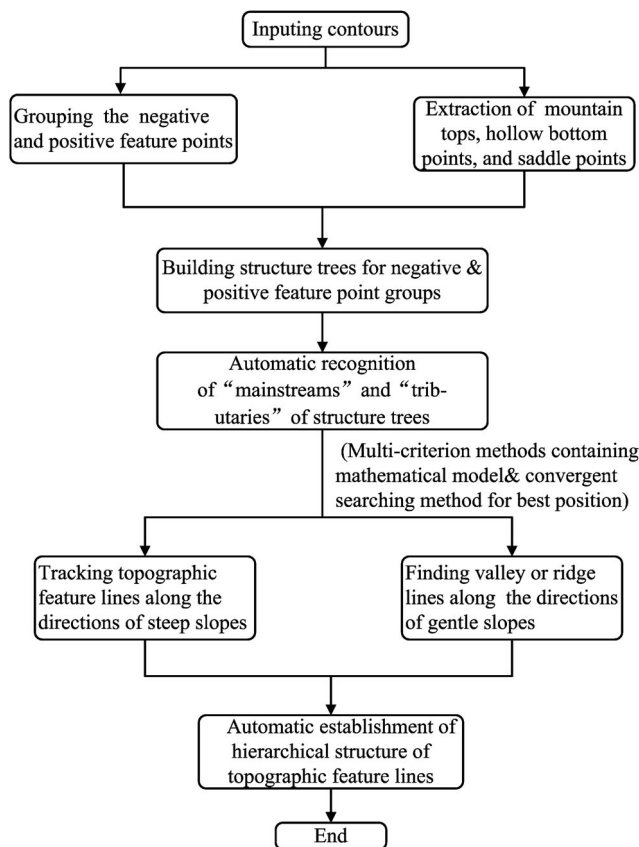 Inputing contours
Grouping the negative
and positive feature points
Extraction of mountain
tops, hollow bottom
points, and saddle points
Building structure trees for negative &
positive feature point groups
Automatic recognition
of “mainstreams” and “trib-
utaries” of structure trees
(Multi-criterion methods containing
mathematical model& convergent
searching method for best position)
Tracking topographic
feature lines along the
directions of steep slopes
Finding valley or ridge
lines along the directions
of gentle slopes
Automatic establishment of
hierarchical structure of
topographic feature lines
End